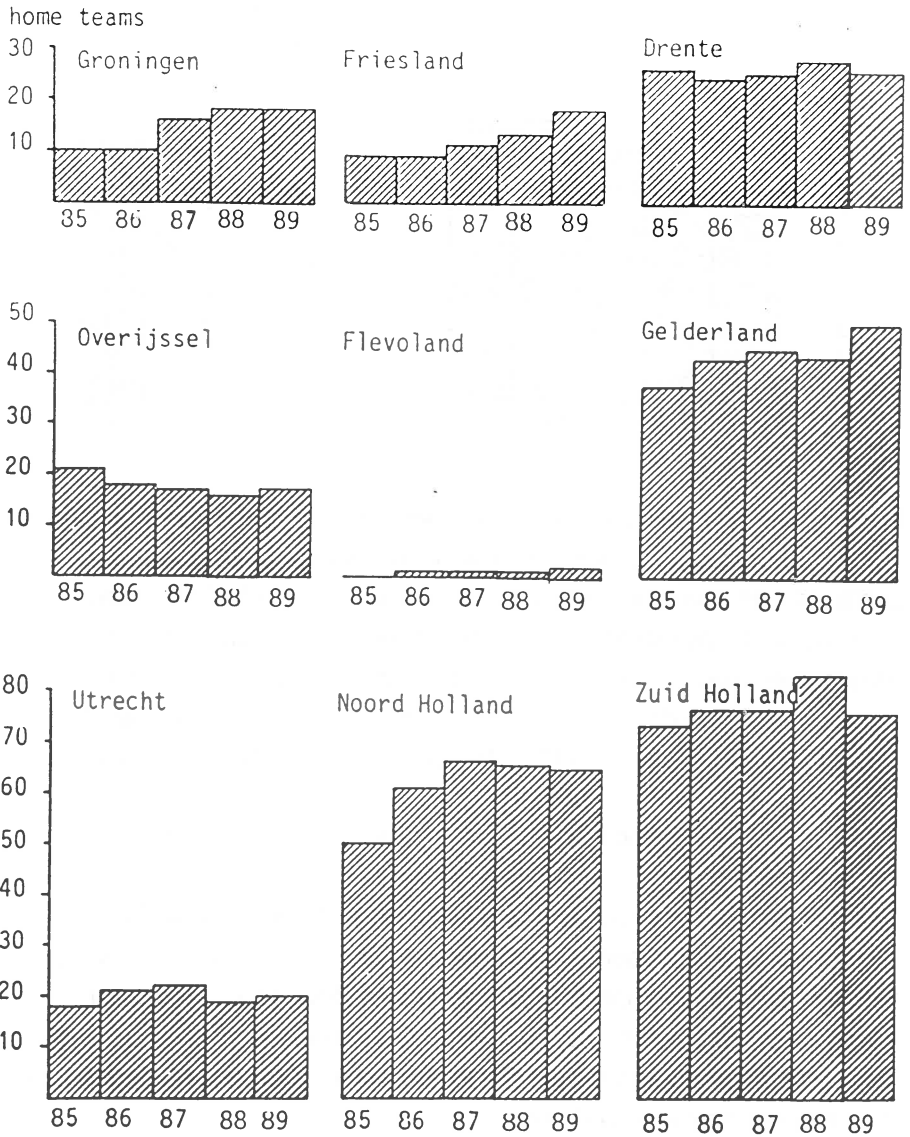 home teams
30 Groningen Friesland Drente
20
10
85 86 87 88 89 85 86 87 88 89 85 86 87 88 89
50
Overijssel Flevoland Gelderland
40
30
20
10
85 86 87 88 89 85 86 87 88 89 85 86 87 88 89
80 Utrecht Noord Holland Zuid Holland
70
60
50
40
30
20
10
85 86 87 88 89 85 86 87 88 89 85 86 87 88 89